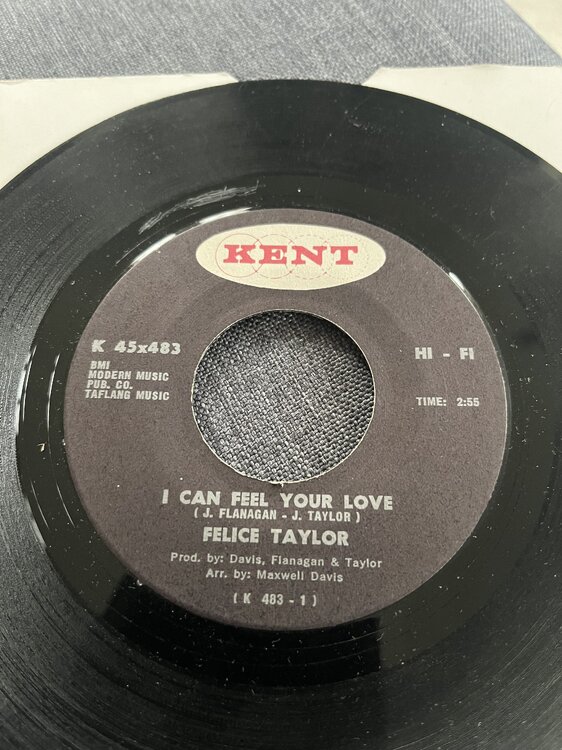 KENT
K 45x483
HI - FI
BMI
MODERN MUSIC
PUB. CO.
TAFLANG MUSIC
TIME: 2:55
I CAN FEEL YOUR LOVE
( J. FLANAGAN - J. TAYLOR )
FELICE TAYLOR
Prod. by: Davis, Flanagan & Taylor
Arr. by: Maxwell Davis
( K 483 - 1 )